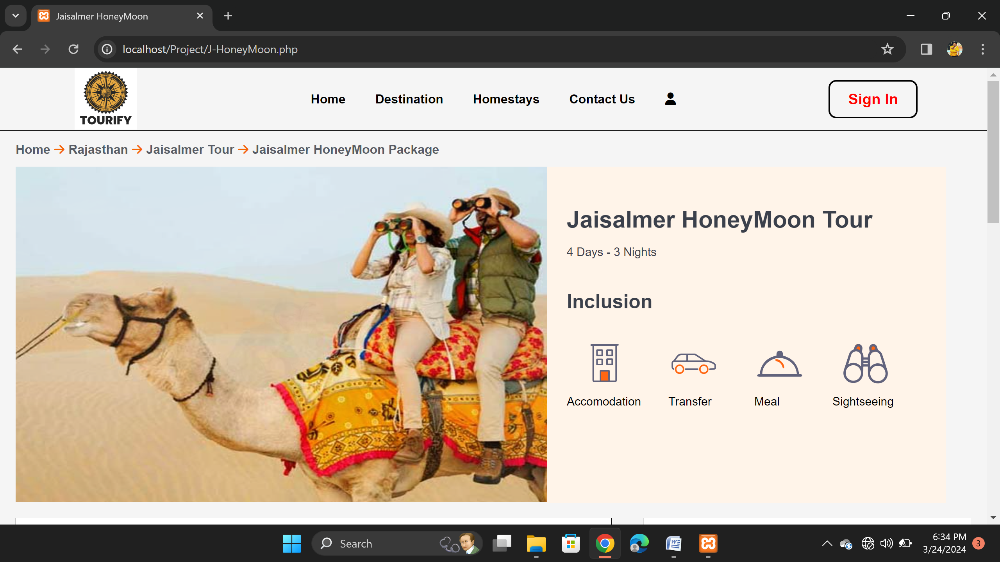 Jaisalmer HoneyMoon
localhost/Project/J-HoneyMoon.php
TOURIFY
Home Destination Homestays Contact Us
Sign In
Home → Rajasthan → Jaisalmer Tour → Jaisalmer HoneyMoon Package
Jaisalmer HoneyMoon Tour
4 Days - 3 Nights
Inclusion
Accomodation Transfer Meal Sightseeing
Search
6:34 PM
3/24/2024
3